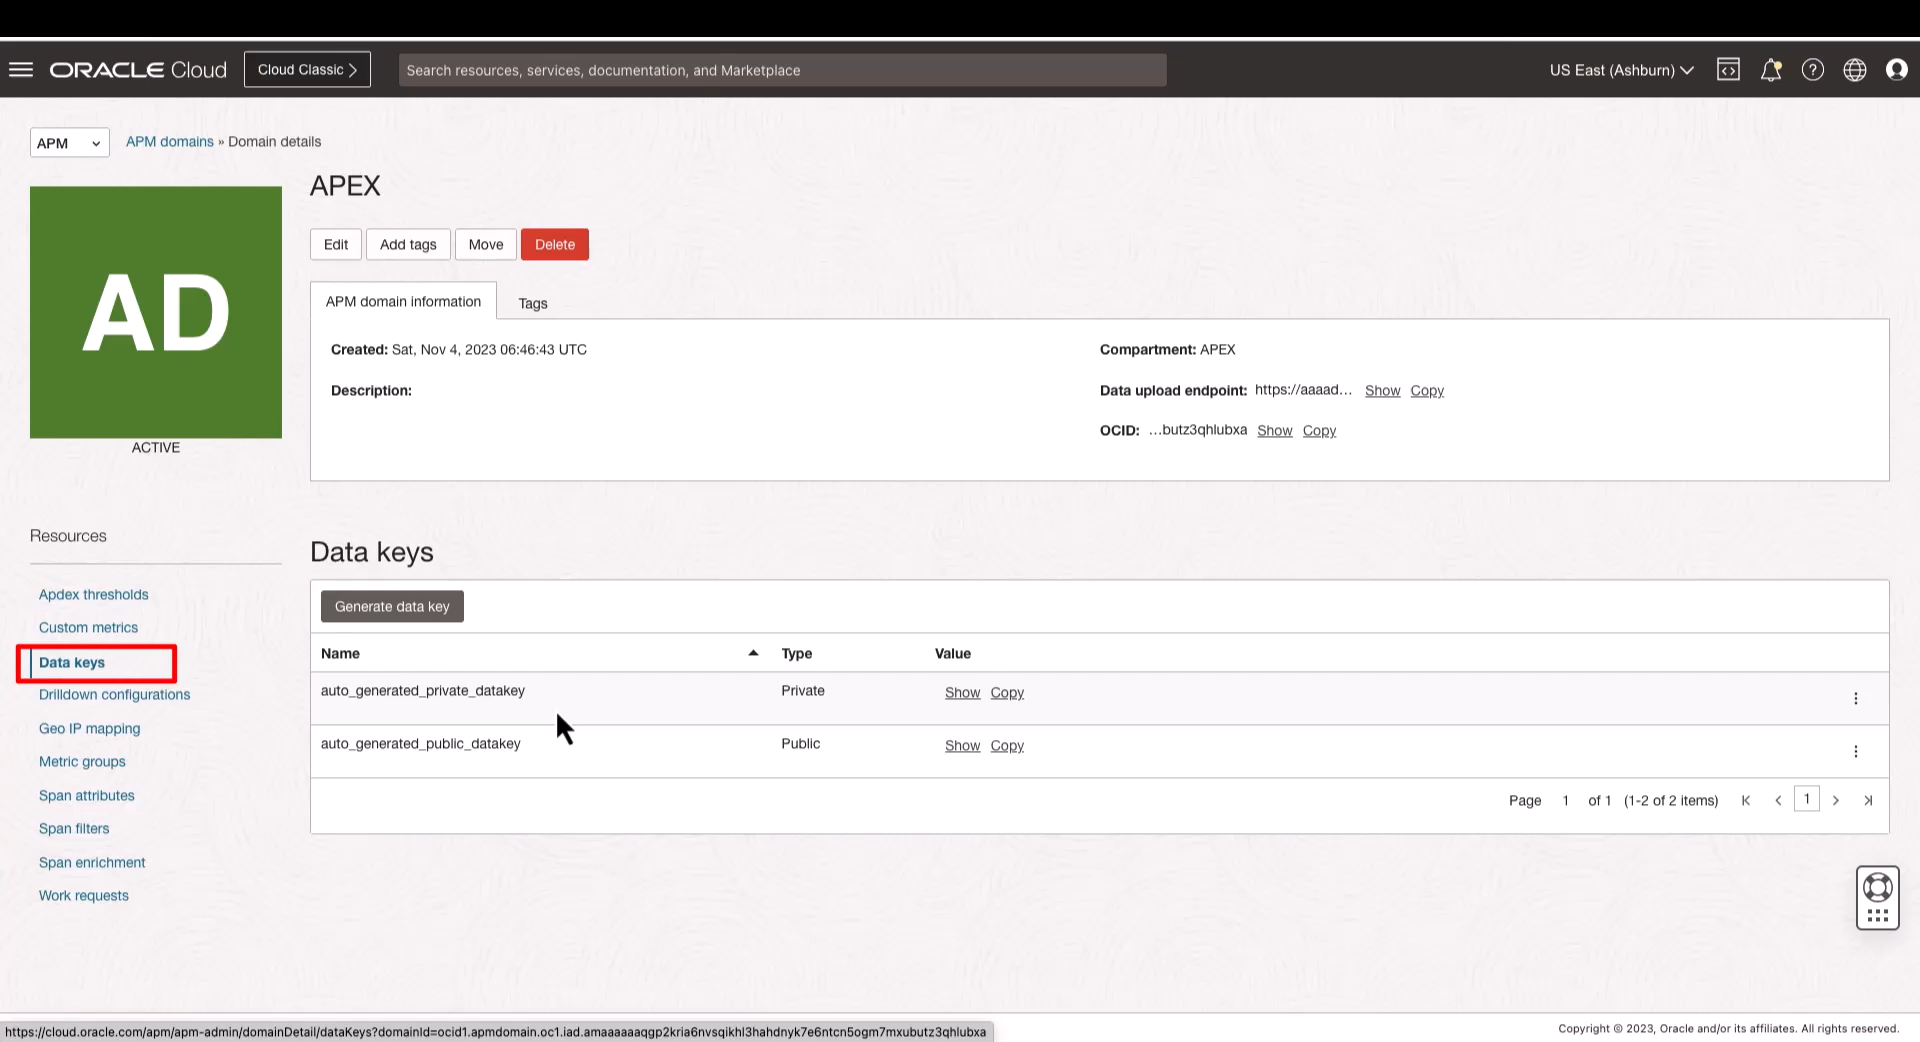 ORACLE Cloud
Cloud Classic >
Search resources, services, documentation, and Marketplace
US East (Ashburn)
APM
APM domains » Domain details
AD
ACTIVE
APEX
Edit
Add tags
Move
Delete
APM domain information
Tags
Created: Sat, Nov 4, 2023 06:46:43 UTC
Description:
Compartment: APEX
Data upload endpoint: https://aaaad... Show Copy
OCID: ...butz3qhlubxa Show Copy
Resources
Apdex thresholds
Custom metrics
Data keys
Drilldown configurations
Geo IP mapping
Metric groups
Span attributes
Span filters
Span enrichment
Work requests
Data keys
Generate data key
Name Type Value
auto_generated_private_datakey Private Show Copy
auto_generated_public_datakey Public Show Copy
Page 1 of 1 (1-2 of 2 items) 1
https://cloud.oracle.com/apm/apm-admin/domainDetail/dataKeys?domainId=ocid1.apmdomain.oc1.iad.amaaaaaaqgp2kria6nvsqikhl3hahdnyk7e6ntcn5ogm7mxubutz3qhlubxa
Copyright © 2023, Oracle and/or its affiliates. All rights reserved.